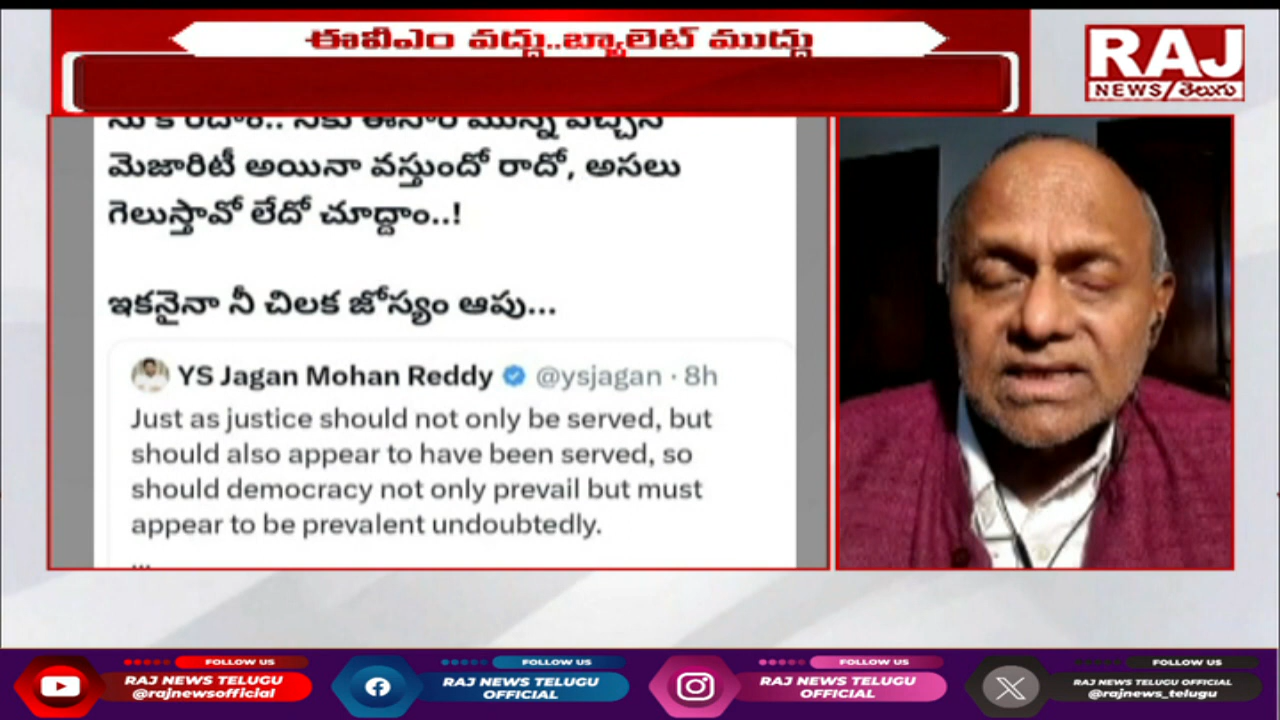 ఈవీఎం వద్దు..బ్యాలెట్ ముద్దు
RAJ
NEWS తెలుగు
మున్న వచ్చిన
మెజారిటీ అయినా వస్తుందో రాదో, అసలు
గెలుస్తావో లేదో చూద్దాం..!
ఇకనైనా నీ చిలక జోస్యం ఆపు...
YS Jagan Mohan Reddy @ysjagan · 8h
Just as justice should not only be served, but
should also appear to have been served, so
should democracy not only prevail but must
appear to be prevalent undoubtedly.
...
FOLLOW US
RAJ NEWS TELUGU
@rajnewsofficial
FOLLOW US
RAJ NEWS TELUGU
OFFICIAL
FOLLOW US
RAJ NEWS TELUGU
OFFICIAL
FOLLOW US
RAJ NEWS TELUGU OFFICIAL
@rajnews_telugu